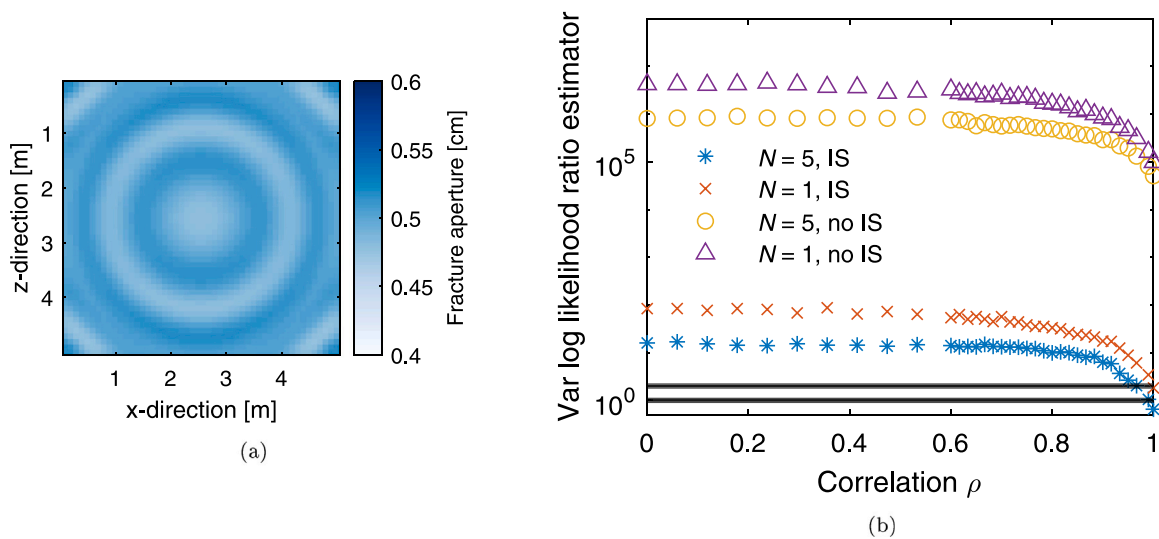 0.6
0.55
0.5
0.45
0.4
Fracture aperture [cm]
z-direction [m]
1
2
3
4
1 2 3 4
x-direction [m]
(a)
Var log likelihood ratio estimator
10^5
10^0
N = 5, IS
N = 1, IS
N = 5, no IS
N = 1, no IS
0 0.2 0.4 0.6 0.8 1
Correlation ρ
(b)